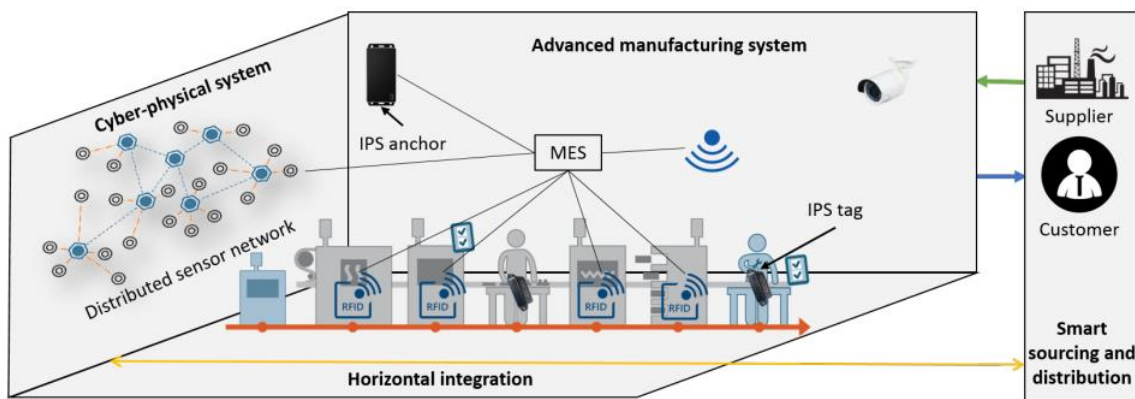 Advanced manufacturing system
Cyber-physical system
IPS anchor
MES
Supplier
IPS tag
Customer
Distributed sensor network
RFID
RFID
RFID
RFID
Horizontal integration
Smart
sourcing and
distribution